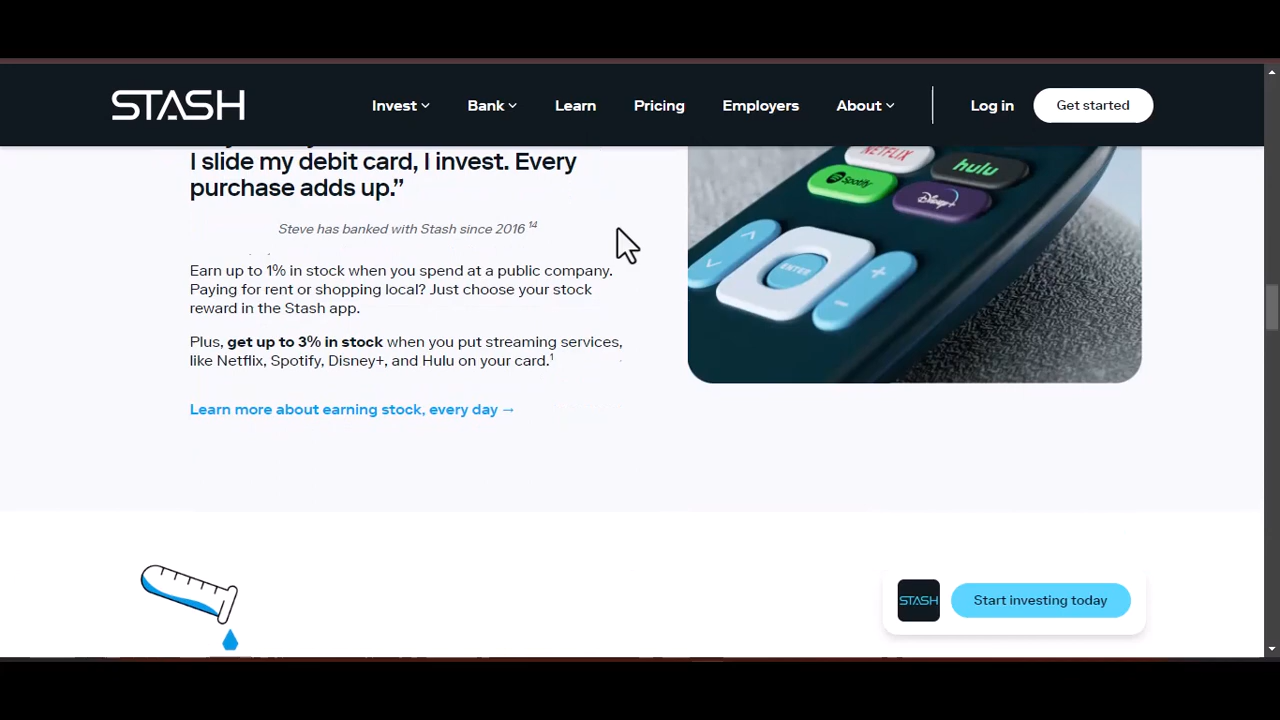 STASH
Invest
Bank
Learn
Pricing
Employers
About
Log in
Get started
I slide my debit card, I invest. Every
purchase adds up.”
Steve has banked with Stash since 2016 14
Earn up to 1% in stock when you spend at a public company.
Paying for rent or shopping local? Just choose your stock
reward in the Stash app.
Plus, get up to 3% in stock when you put streaming services,
like Netflix, Spotify, Disney+, and Hulu on your card.1
Learn more about earning stock, every day →
NETFLIX
hulu
Spotify
Disney+
ENTER
+
-
STASH
Start investing today